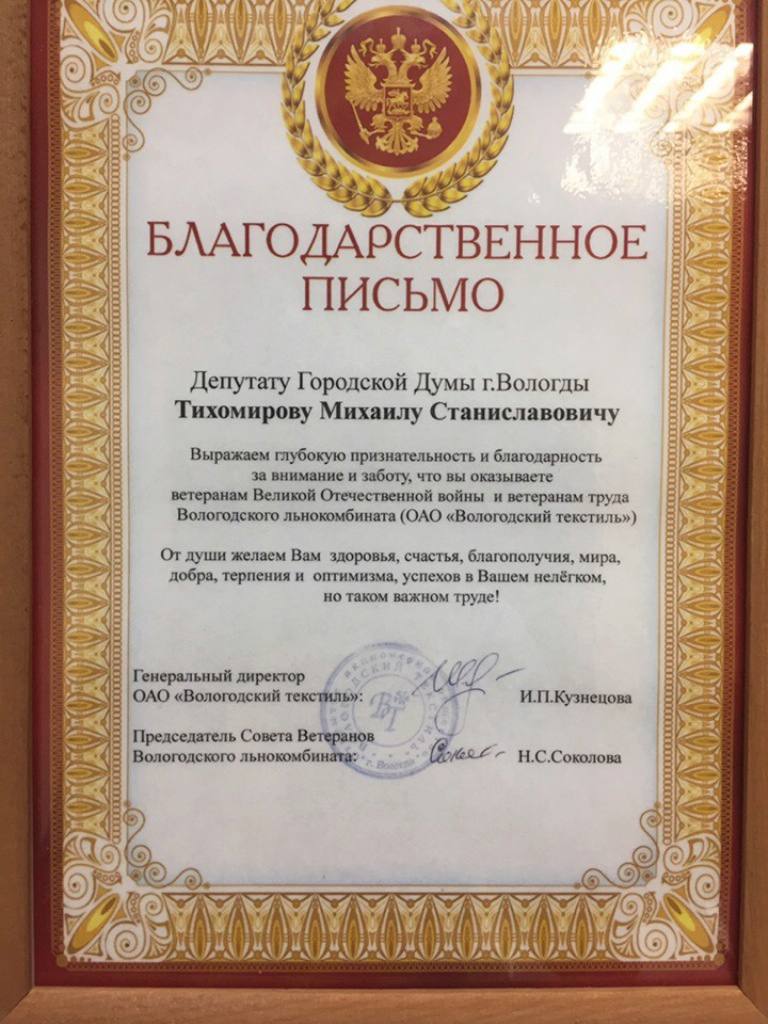 БЛАГОДАРСТВЕННОЕ
ПИСЬМО
Депутату Городской Думы г.Вологды
Тихомирову Михаилу Станиславовичу
Выражаем глубокую признательность и благодарность
за внимание и заботу, что вы оказываете
ветеранам Великой Отечественной войны и ветеранам труда
Вологодского льнокомбината (ОАО «Вологодский текстиль»)
От души желаем Вам здоровья, счастья, благополучия, мира,
добра, терпения и оптимизма, успехов в Вашем нелёгком,
но таком важном труде!
Генеральный директор
ОАО «Вологодский текстиль»:
И.П.Кузнецова
Председатель Совета Ветеранов
Вологодского льнокомбината:
Н.С.Соколова
ВТ
г. Вологда